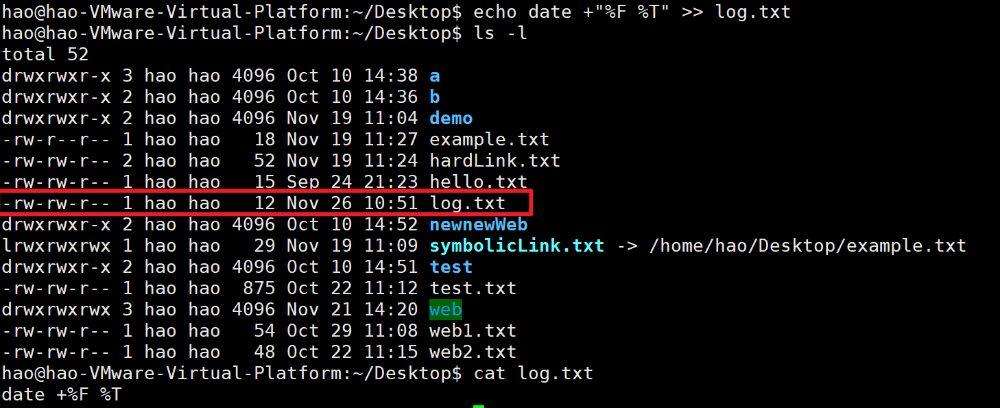 hao@hao-VMware-Virtual-Platform:~/Desktop$ echo date +"%F %T" >> log.txt
hao@hao-VMware-Virtual-Platform:~/Desktop$ ls -l
total 52
drwxrwxr-x 3 hao hao 4096 Oct 10 14:38 a
drwxrwxr-x 2 hao hao 4096 Oct 10 14:36 b
drwxrwxr-x 2 hao hao 4096 Nov 19 11:04 demo
-rw-r--r-- 1 hao hao   18 Nov 19 11:27 example.txt
-rw-rw-r-- 2 hao hao   52 Nov 19 11:24 hardLink.txt
-rw-rw-r-- 1 hao hao   15 Sep 24 21:23 hello.txt
-rw-rw-r-- 1 hao hao   12 Nov 26 10:51 log.txt
drwxrwxr-x 2 hao hao 4096 Oct 10 14:52 newnewWeb
lrwxrwxrwx 1 hao hao   29 Nov 19 11:09 symbolicLink.txt -> /home/hao/Desktop/example.txt
drwxrwxr-x 2 hao hao 4096 Oct 10 14:51 test
-rw-rw-r-- 1 hao hao  875 Oct 22 11:12 test.txt
drwxrwxrwx 3 hao hao 4096 Nov 21 14:20 web
-rw-rw-r-- 1 hao hao   54 Oct 29 11:08 web1.txt
-rw-rw-r-- 1 hao hao   48 Oct 22 11:15 web2.txt
hao@hao-VMware-Virtual-Platform:~/Desktop$ cat log.txt
date +%F %T